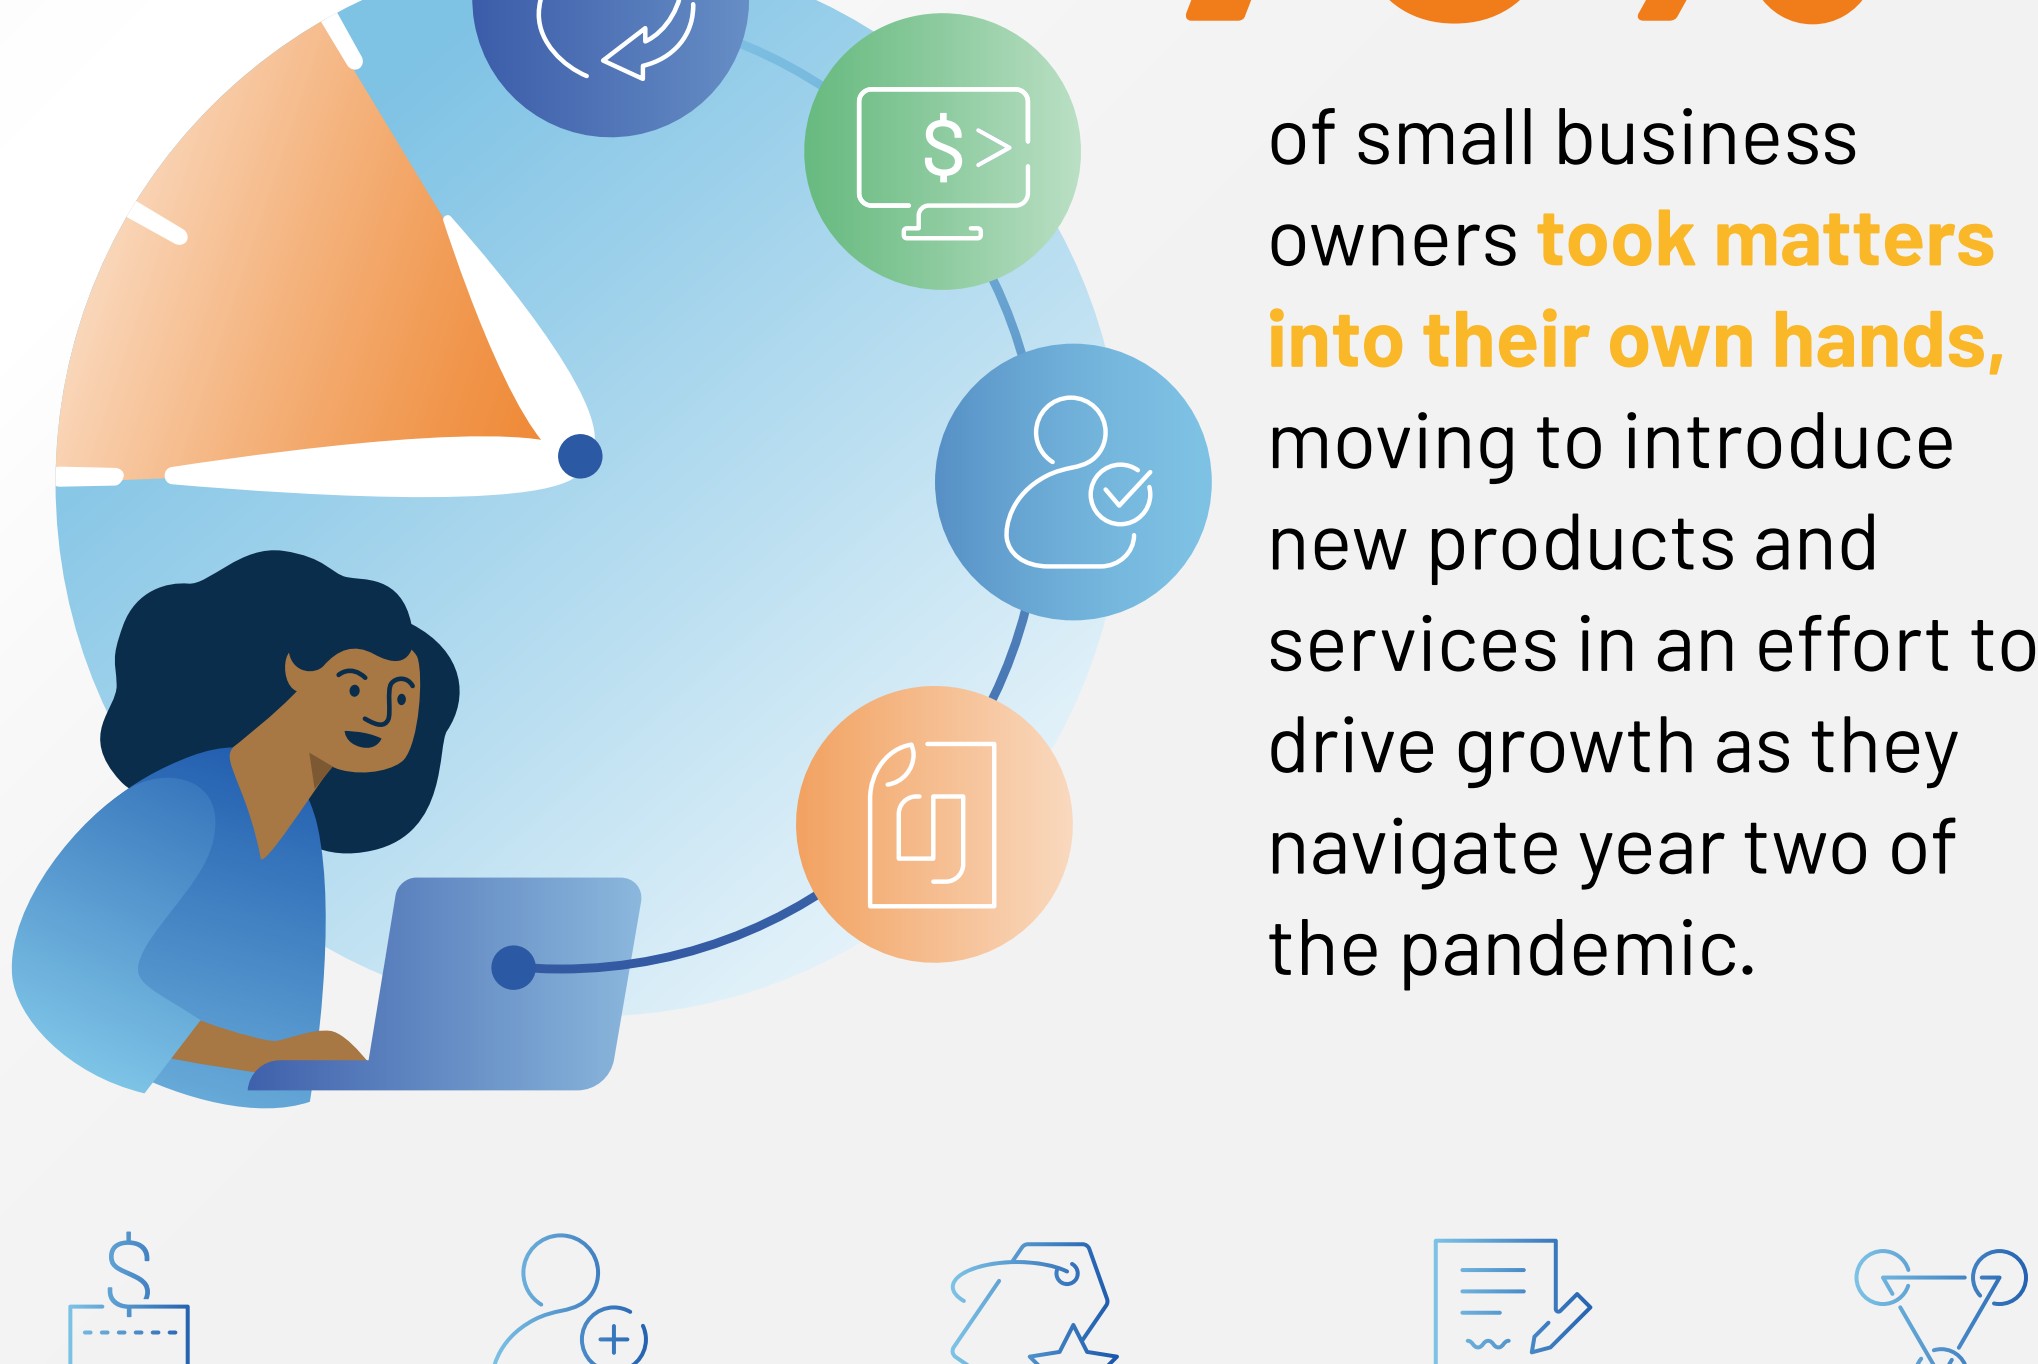 of small business
owners took matters
into their own hands,
moving to introduce
new products and
services in an effort to
drive growth as they
navigate year two of
the pandemic.
$>
$